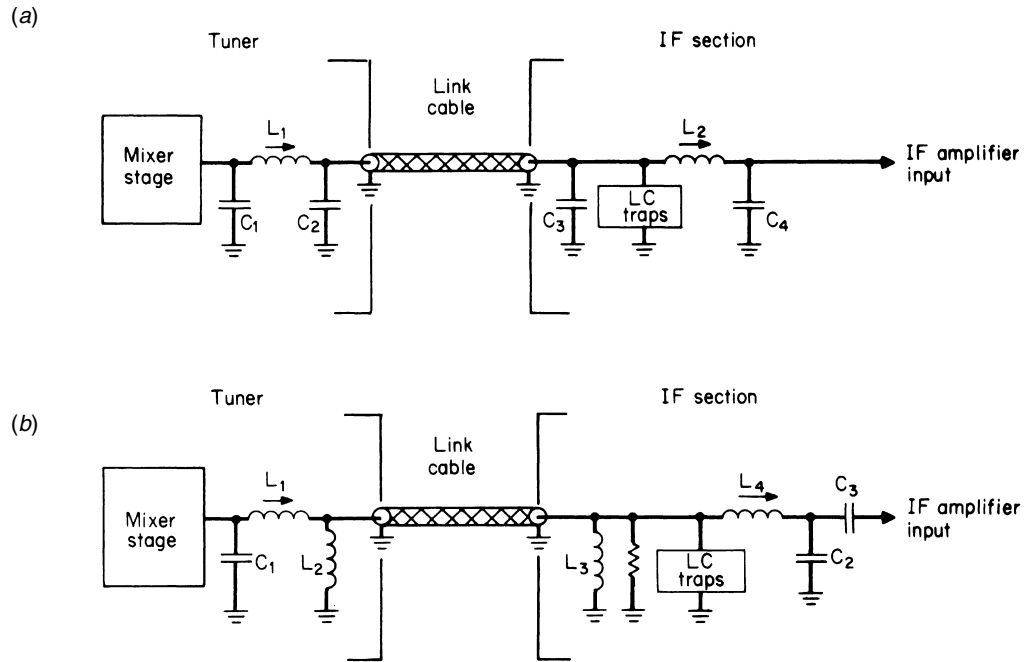 (a)
Tuner
IF section
Link
cable
Mixer
stage
L1
C1
C2
C3
LC
traps
L2
C4
IF amplifier
input
(b)
Tuner
IF section
Link
cable
Mixer
stage
L1
C1
L2
L3
LC
traps
L4
C3
C2
IF amplifier
input